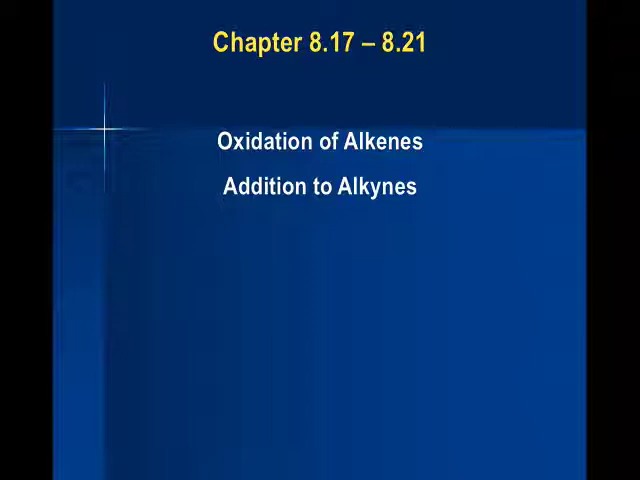 Chapter 8.17 – 8.21
Oxidation of Alkenes
Addition to Alkynes